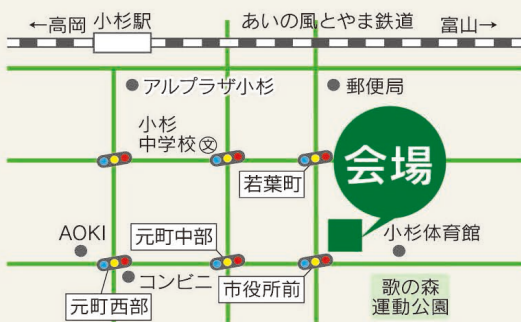 ←高岡 小杉駅 あいの風とやま鉄道 富山→
アルプラザ小杉
郵便局
小杉
中学校 文
会場
若葉町
AOKI
元町中部
小杉体育館
コンビニ
市役所前
元町西部
歌の森
運動公園